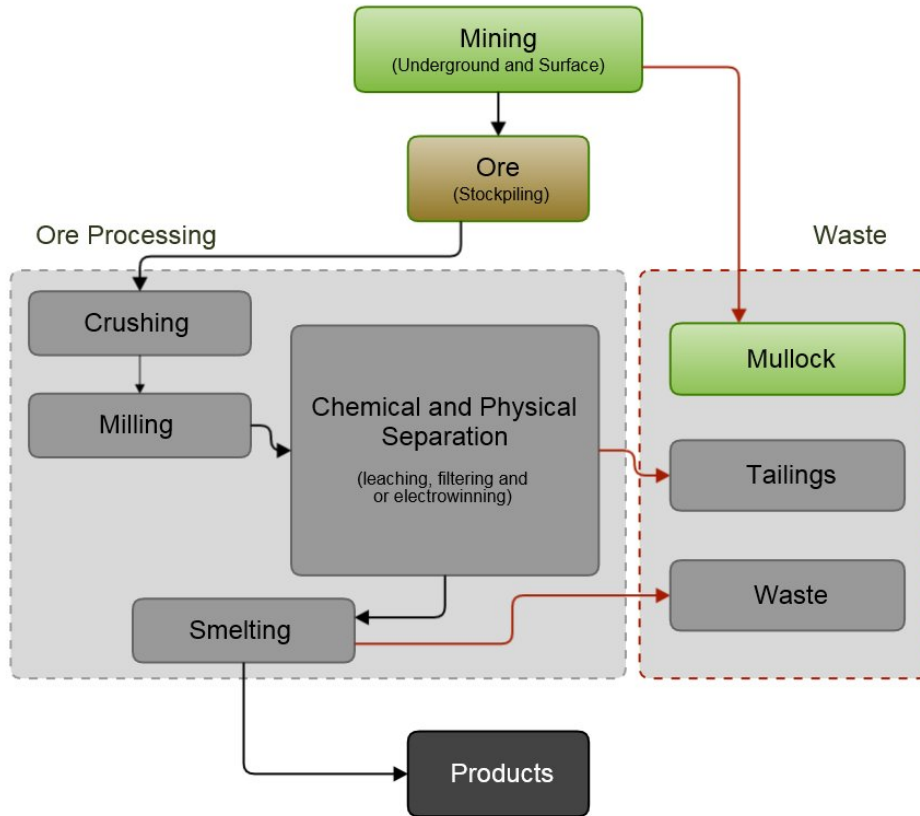 Mining
(Underground and Surface)
Ore
(Stockpiling)
Ore Processing
Waste
Crushing
Milling
Chemical and Physical
Separation
(leaching, filtering and
or electrowinning)
Smelting
Mullock
Tailings
Waste
Products